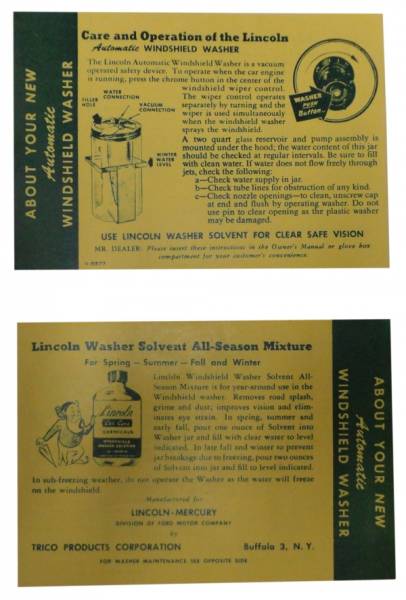 ABOUT YOUR NEW
Automatic
WINDSHIELD WASHER
Care and Operation of the Lincoln
Automatic WINDSHIELD WASHER
The Lincoln Automatic Windshield Washer is a vacuum
operated safety device. To operate when the car engine
is running, press the chrome button in the center of the
windshield wiper control.
The wiper control operates
separately by turning and the
wiper is used simultaneously
when the windshield washer
sprays the windshield.
FILLER
HOLE
WATER
CONNECTION
VACUUM
CONNECTION
WINTER
WATER
LEVEL
WASHER
PUSH
Button
A two quart glass reservoir and pump assembly is
mounted under the hood; the water content of this jar
should be checked at regular intervals. Be sure to fill
with clean water. If water does not flow freely through
jets, check the following:
a—Check water supply in jar.
b—Check tube lines for obstruction of any kind.
c—Check nozzle openings—to clean, unscrew cap
at end and flush by operating washer. Do not
use pin to clear opening as the plastic washer
may be damaged.
USE LINCOLN WASHER SOLVENT FOR CLEAR SAFE VISION
MR. DEALER: Please insert these instructions in the Owner's Manual or glove box
compartment for your customer's convenience.
Lincoln Washer Solvent All-Season Mixture
For Spring — Summer — Fall and Winter
Lincoln Windshield Washer Solvent All-
Season Mixture is for year-around use in the
Windshield washer. Removes road splash,
grime and dust; improves vision and elim-
inates eye strain. In spring, summer and
early fall, pour one ounce of Solvent into
Washer jar and fill with clear water to level
indicated. In late fall and winter to prevent
jar breakage due to freezing, pour two ounces
of Solvent into jar and fill to level indicated.
In sub-freezing weather, do not operate the Washer as the water will freeze
on the windshield.
Lincoln
Car Care
CHEMICALS
WINDSHIELD
WASHER SOLVENT
Manufactured for
LINCOLN-MERCURY
DIVISION OF FORD MOTOR COMPANY
by
TRICO PRODUCTS CORPORATION Buffalo 3, N. Y.
FOR WASHER MAINTENANCE SEE OPPOSITE SIDE
ABOUT YOUR NEW
Automatic
WINDSHIELD WASHER